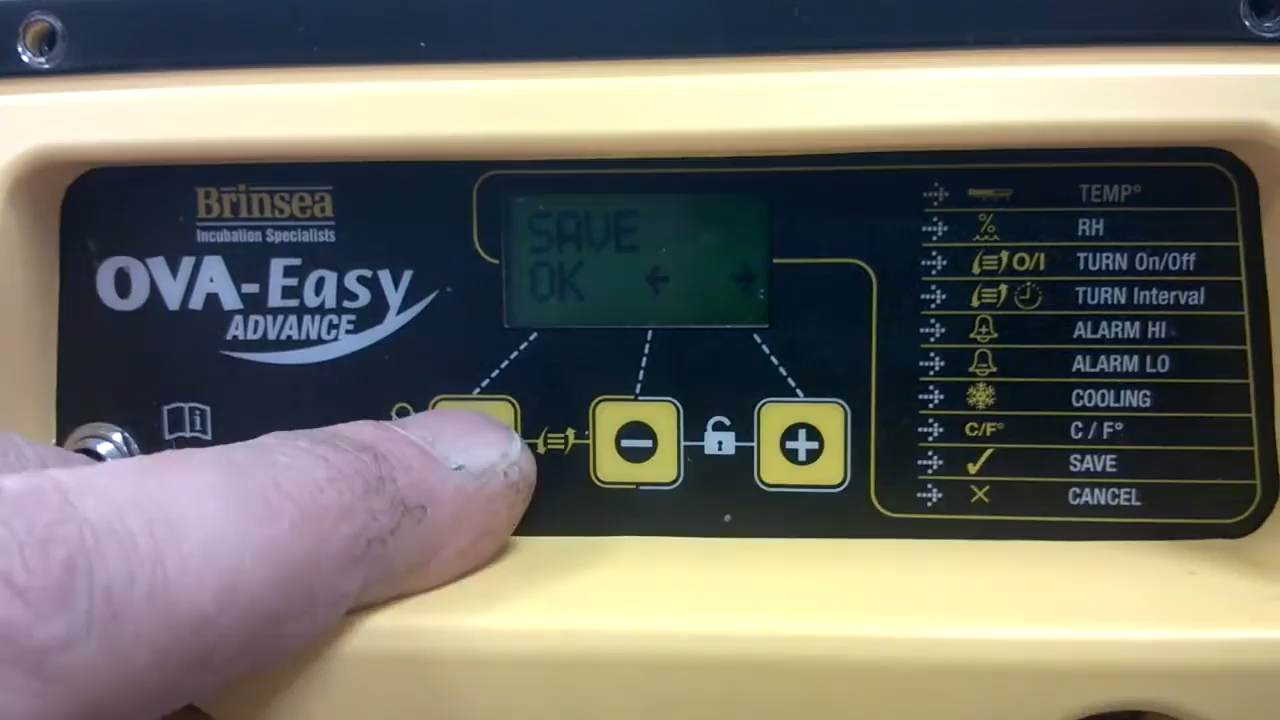 Brinsea
Incubation Specialists
OVA-Easy
ADVANCE
SAVE
OK ← →
TEMP°
% RH
O/I TURN On/Off
TURN Interval
ALARM HI
ALARM LO
COOLING
C/F° C / F°
SAVE
CANCEL